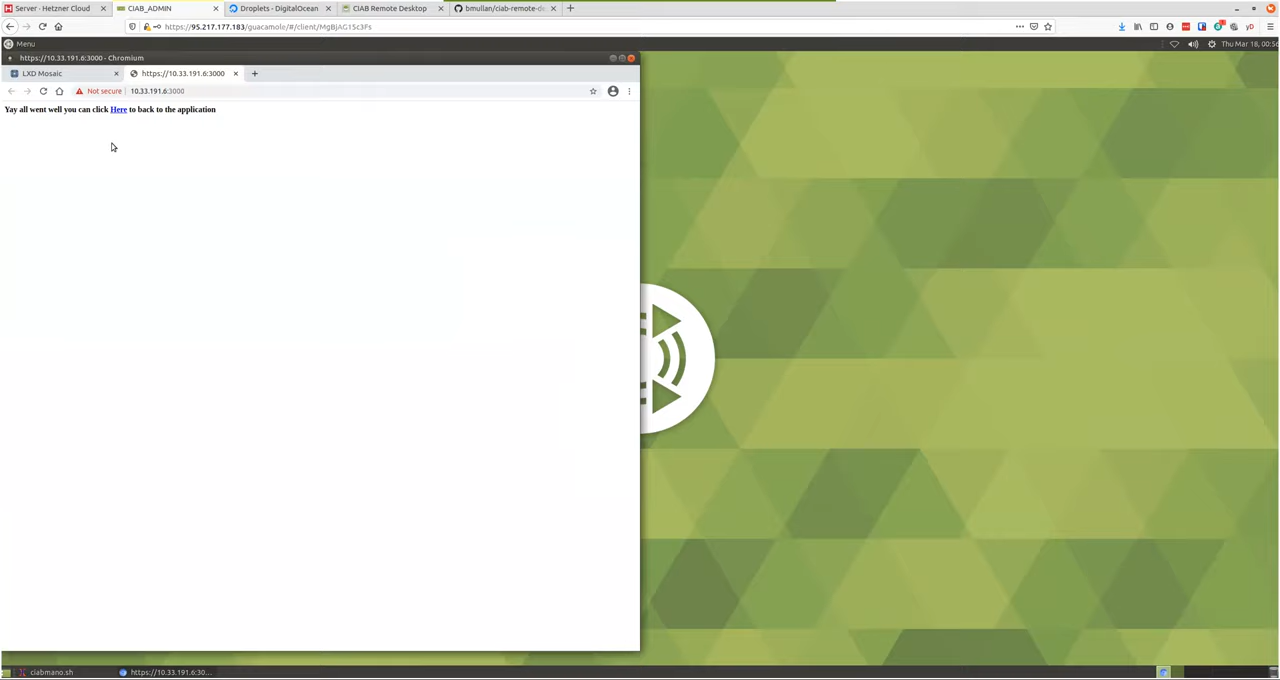 Server · Hetzner Cloud
CIAB_ADMIN
Droplets - DigitalOcean
CIAB Remote Desktop
bmullan/ciab-remote-de
https://95.217.177.183/guacamole/#/client/MgBjAG15c3Fs
Menu
Thu Mar 18, 00:56
https://10.33.191.6:3000 - Chromium
LXD Mosaic
https://10.33.191.6:3000
Not secure
10.33.191.6:3000
Yay all went well you can click Here to back to the application
ciabmano.sh
https://10.33.191.6:30...